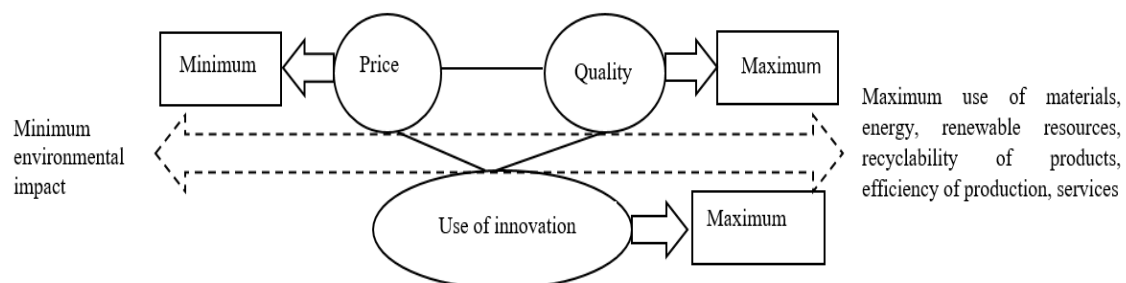 Minimum
Price
Quality
Maximum
Minimum
environmental
impact
Maximum use of materials,
energy, renewable resources,
recyclability of products,
efficiency of production, services
Use of innovation
Maximum